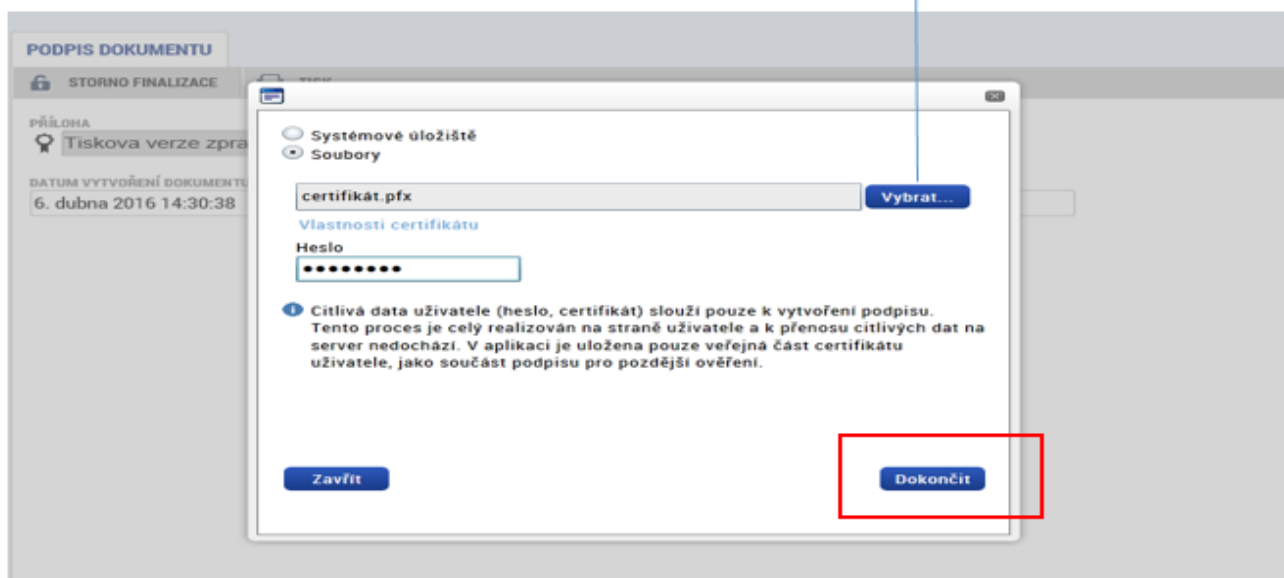 PODPIS DOKUMENTU
STORNO FINALIZACE
TISK
PŘÍLOHA
Tiskova verze zpra
DATUM VYTVOŘENÍ DOKUMENTU
6. dubna 2016 14:30:38
Systémové úložiště
Soubory
certifikát.pfx
Vybrat...
Vlastnosti certifikátu
Heslo
Citlivá data uživatele (heslo, certifikát) slouží pouze k vytvoření podpisu.
Tento proces je celý realizován na straně uživatele a k přenosu citlivých dat na
server nedochází. V aplikaci je uložena pouze veřejná část certifikátu
uživatele, jako součást podpisu pro pozdější ověření.
Zavřít
Dokončit